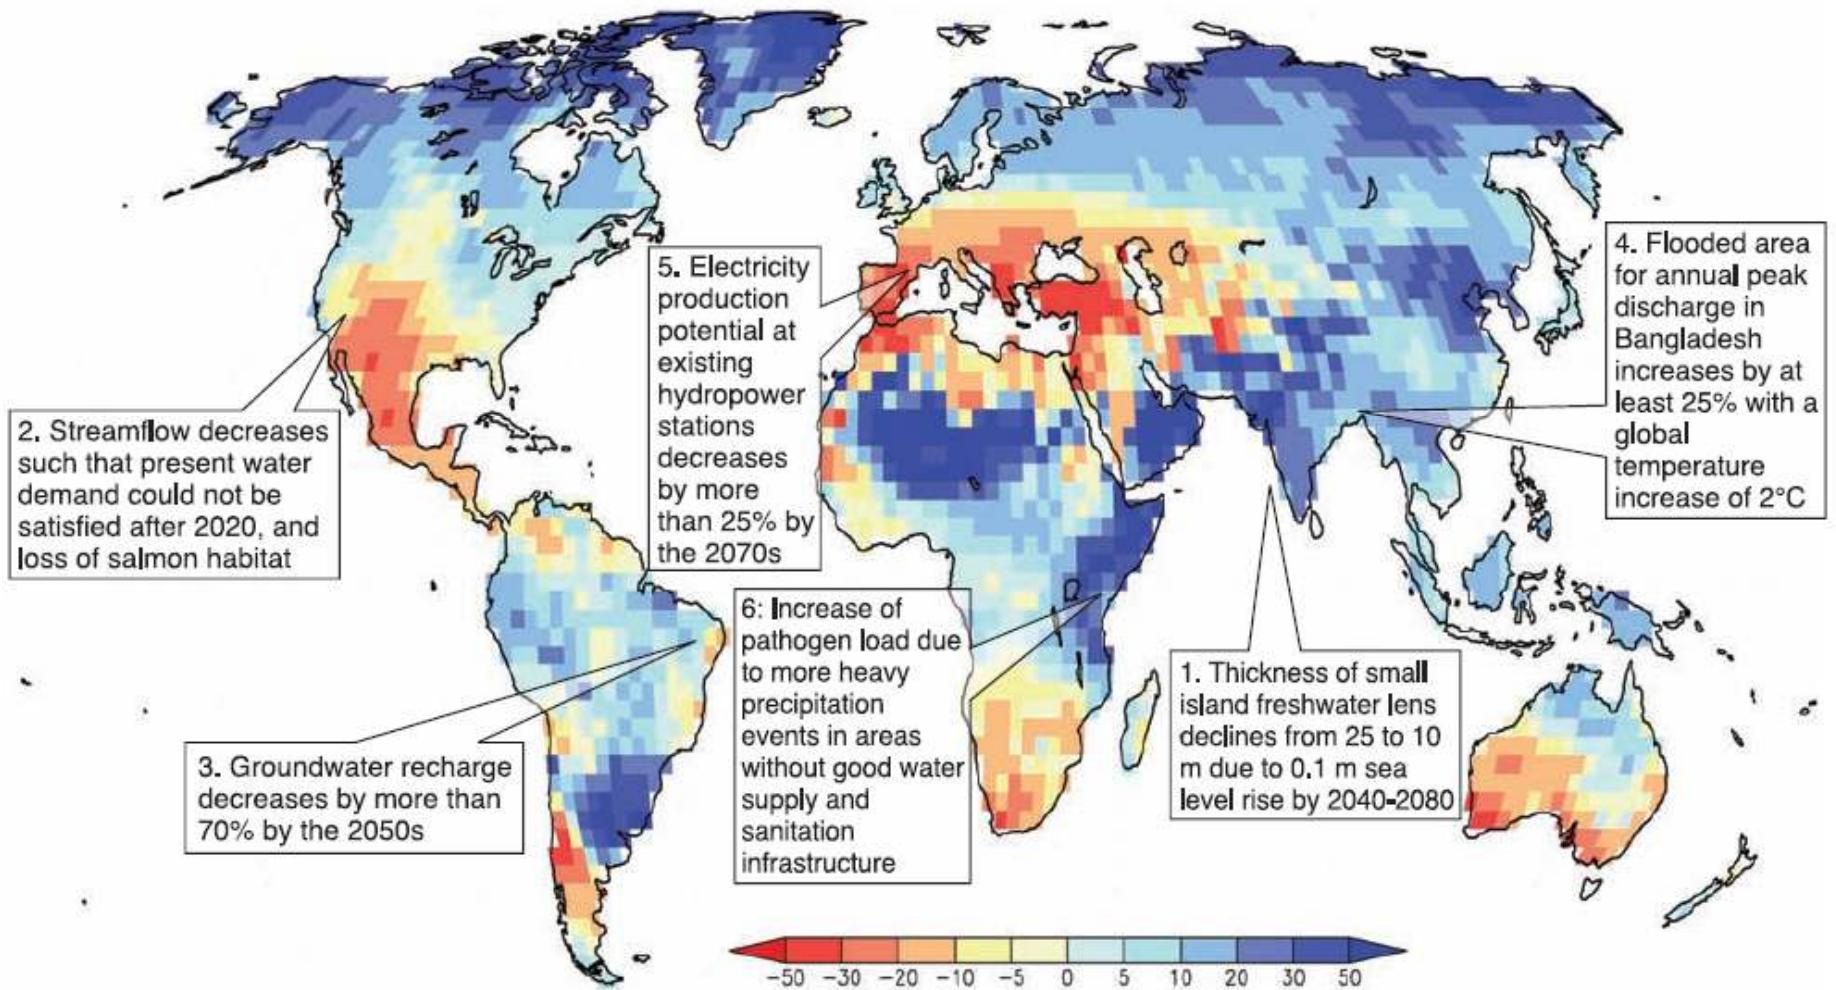 5. Electricity
production
potential at
existing
hydropower
stations
decreases
by more
than 25% by
the 2070s
4. Flooded area
for annual peak
discharge in
Bangladesh
increases by at
least 25% with a
global
temperature
increase of 2°C
2. Streamflow decreases
such that present water
demand could not be
satisfied after 2020, and
loss of salmon habitat
6: Increase of
pathogen load due
to more heavy
precipitation
events in areas
without good water
supply and
sanitation
infrastructure
1. Thickness of small
island freshwater lens
declines from 25 to 10
m due to 0.1 m sea
level rise by 2040-2080
3. Groundwater recharge
decreases by more than
70% by the 2050s
−50 −30 −20 −10 −5 0 5 10 20 30 50